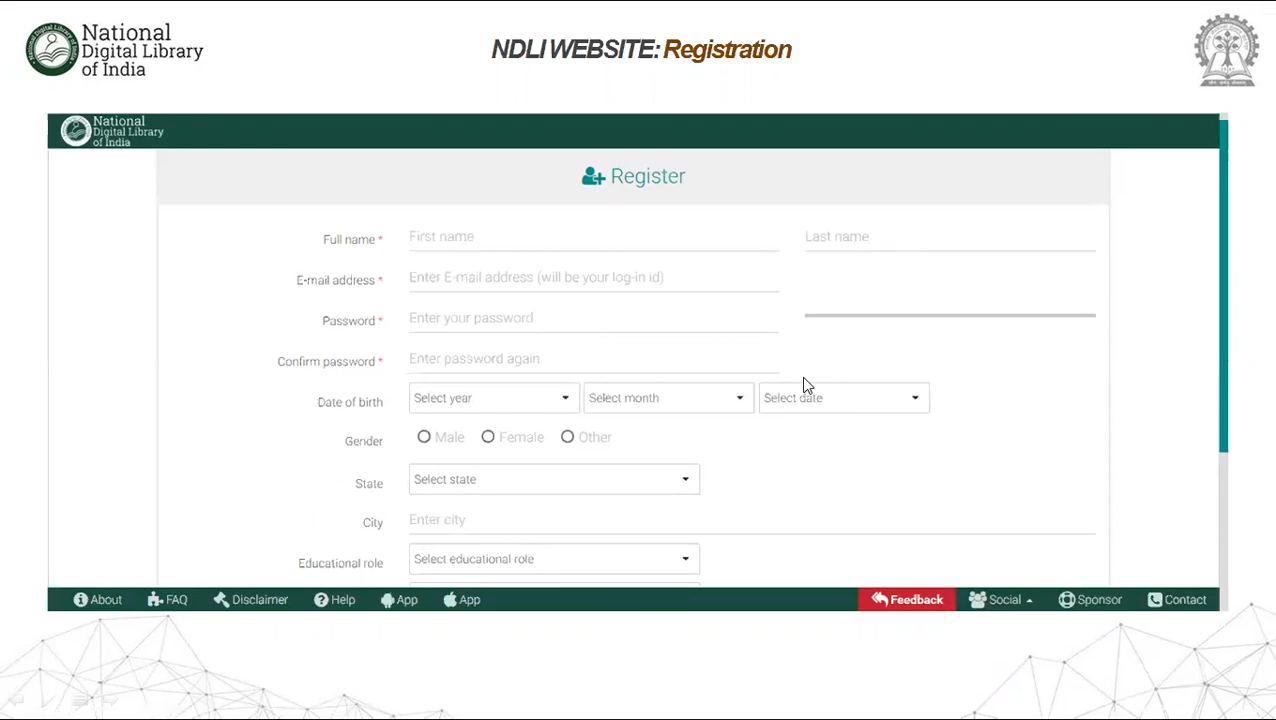 National
Digital Library
of India
NDLI WEBSITE: Registration
National
Digital Library
of India
Register
Full name * First name Last name
E-mail address * Enter E-mail address (will be your log-in id)
Password * Enter your password
Confirm password * Enter password again
Date of birth Select year Select month Select date
Gender Male Female Other
State Select state
City Enter city
Educational role Select educational role
About FAQ Disclaimer Help App App Feedback Social Sponsor Contact